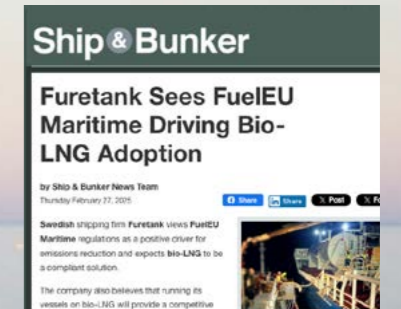 Ship & Bunker
Furetank Sees FuelEU
Maritime Driving Bio-
LNG Adoption
by Ship & Bunker News Team
Thursday February 27, 2025
Share
Share
Post
Swedish shipping firm Furetank views FuelEU
Maritime regulations as a positive driver for
emissions reduction and expects bio-LNG to be
a compliant solution.
The company also believes that running its
vessels on bio-LNG will provide a competitive